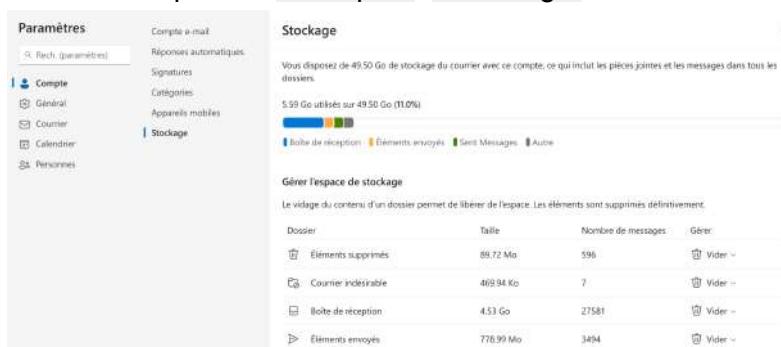 Paramètres
Rech. (paramètres)
Compte
Général
Courrier
Calendrier
Personnes
Compte e-mail
Réponses automatiques
Signatures
Catégories
Appareils mobiles
Stockage
Stockage
Vous disposez de 49.50 Go de stockage du courrier avec ce compte, ce qui inclut les pièces jointes et les messages dans tous les
dossiers.
5.59 Go utilisés sur 49.50 Go (11.0%)
Boîte de réception Éléments envoyés Sent Messages Autre
Gérer l'espace de stockage
Le vidage du contenu d'un dossier permet de libérer de l'espace. Les éléments sont supprimés définitivement.
Dossier Taille Nombre de messages Gérer
Éléments supprimés 89.72 Mo 596 Vider
Courrier indésirable 469.94 Ko 7 Vider
Boîte de réception 4.53 Go 27581 Vider
Éléments envoyés 778.99 Mo 3494 Vider